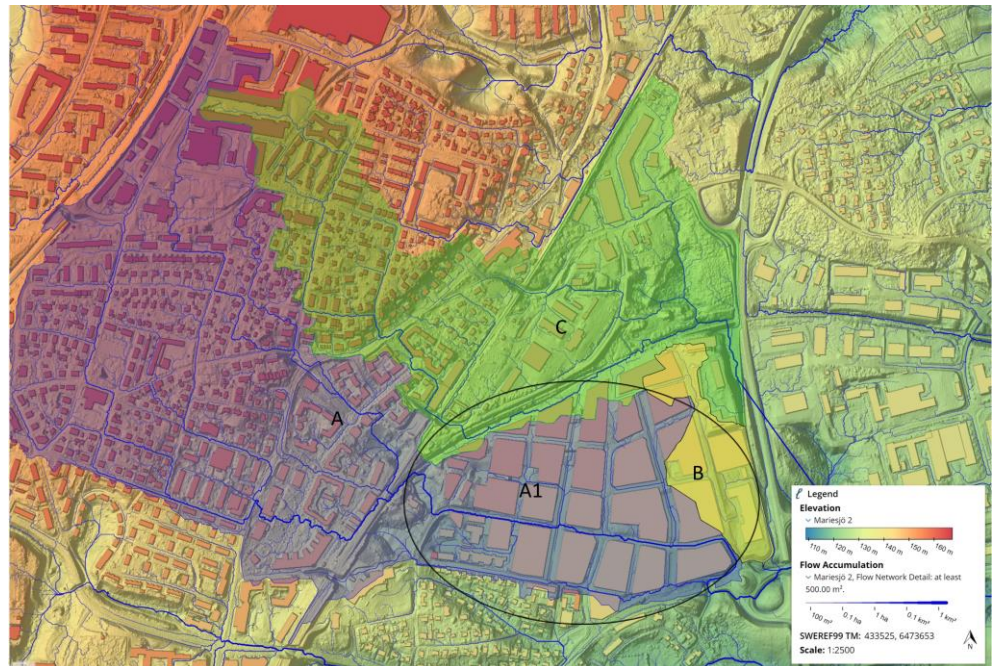 C
A
A1
B
Legend
Elevation
Mariesjö 2
110 m 120 m 130 m 140 m 150 m 160 m
Flow Accumulation
Mariesjö 2, Flow Network Detail: at least
500.00 m².
100 m² 0.1 ha 1 ha 0.1 km² 1 km²
SWEREF99 TM: 433525, 6473653
Scale: 1:2500
N